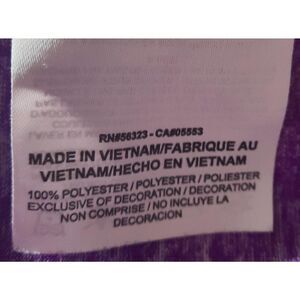 RN#56323 - CA#05553
MADE IN VIETNAM/FABRIQUE AU
VIETNAM/HECHO EN VIETNAM
100% POLYESTER / POLYESTER / POLIESTER
EXCLUSIVE OF DECORATION / DECORATION
NON COMPRISE / NO INCLUYE LA
DECORACION